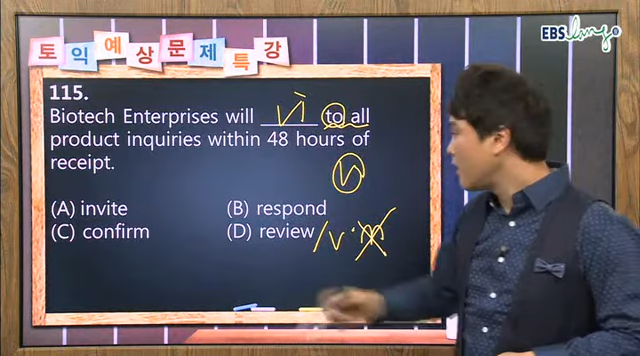 EBSlang
토익예상문제특강
115.
Biotech Enterprises will ______ to all
product inquiries within 48 hours of
receipt.
(A) invite (B) respond
(C) confirm (D) review